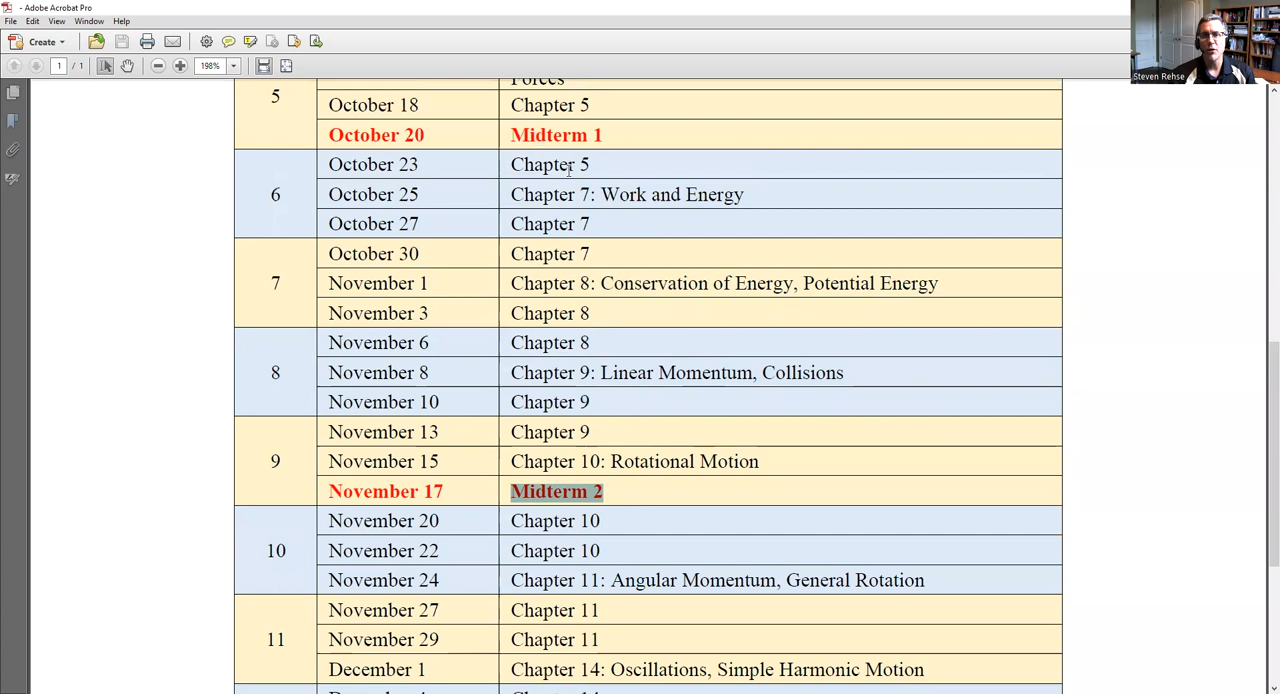 Adobe Acrobat Pro
File Edit View Window Help
Create
1 / 1 198%
Steven Rehse
5 Forces
October 18 Chapter 5
October 20 Midterm 1
6 October 23 Chapter 5
October 25 Chapter 7: Work and Energy
October 27 Chapter 7
7 October 30 Chapter 7
November 1 Chapter 8: Conservation of Energy, Potential Energy
November 3 Chapter 8
8 November 6 Chapter 8
November 8 Chapter 9: Linear Momentum, Collisions
November 10 Chapter 9
9 November 13 Chapter 9
November 15 Chapter 10: Rotational Motion
November 17 Midterm 2
10 November 20 Chapter 10
November 22 Chapter 10
November 24 Chapter 11: Angular Momentum, General Rotation
11 November 27 Chapter 11
November 29 Chapter 11
December 1 Chapter 14: Oscillations, Simple Harmonic Motion